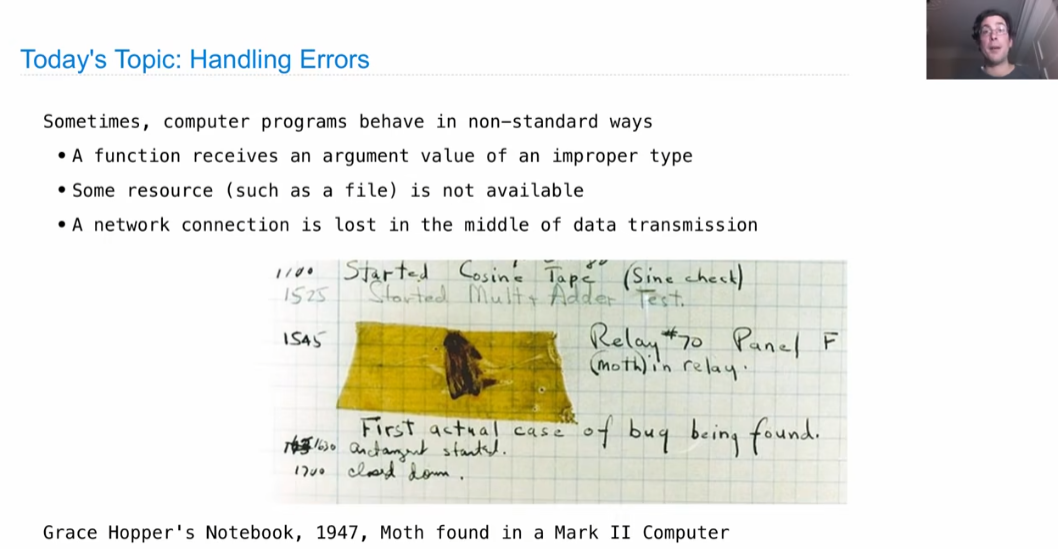 Today's Topic: Handling Errors
Sometimes, computer programs behave in non-standard ways
• A function receives an argument value of an improper type
• Some resource (such as a file) is not available
• A network connection is lost in the middle of data transmission
1100 Started Cosine Tape (Sine check)
1525 Started Mult+ Adder Test.
1545 Relay #70 Panel F
(moth) in relay.
First actual case of bug being found.
1630 antangent started.
1700 closed down.
Grace Hopper's Notebook, 1947, Moth found in a Mark II Computer